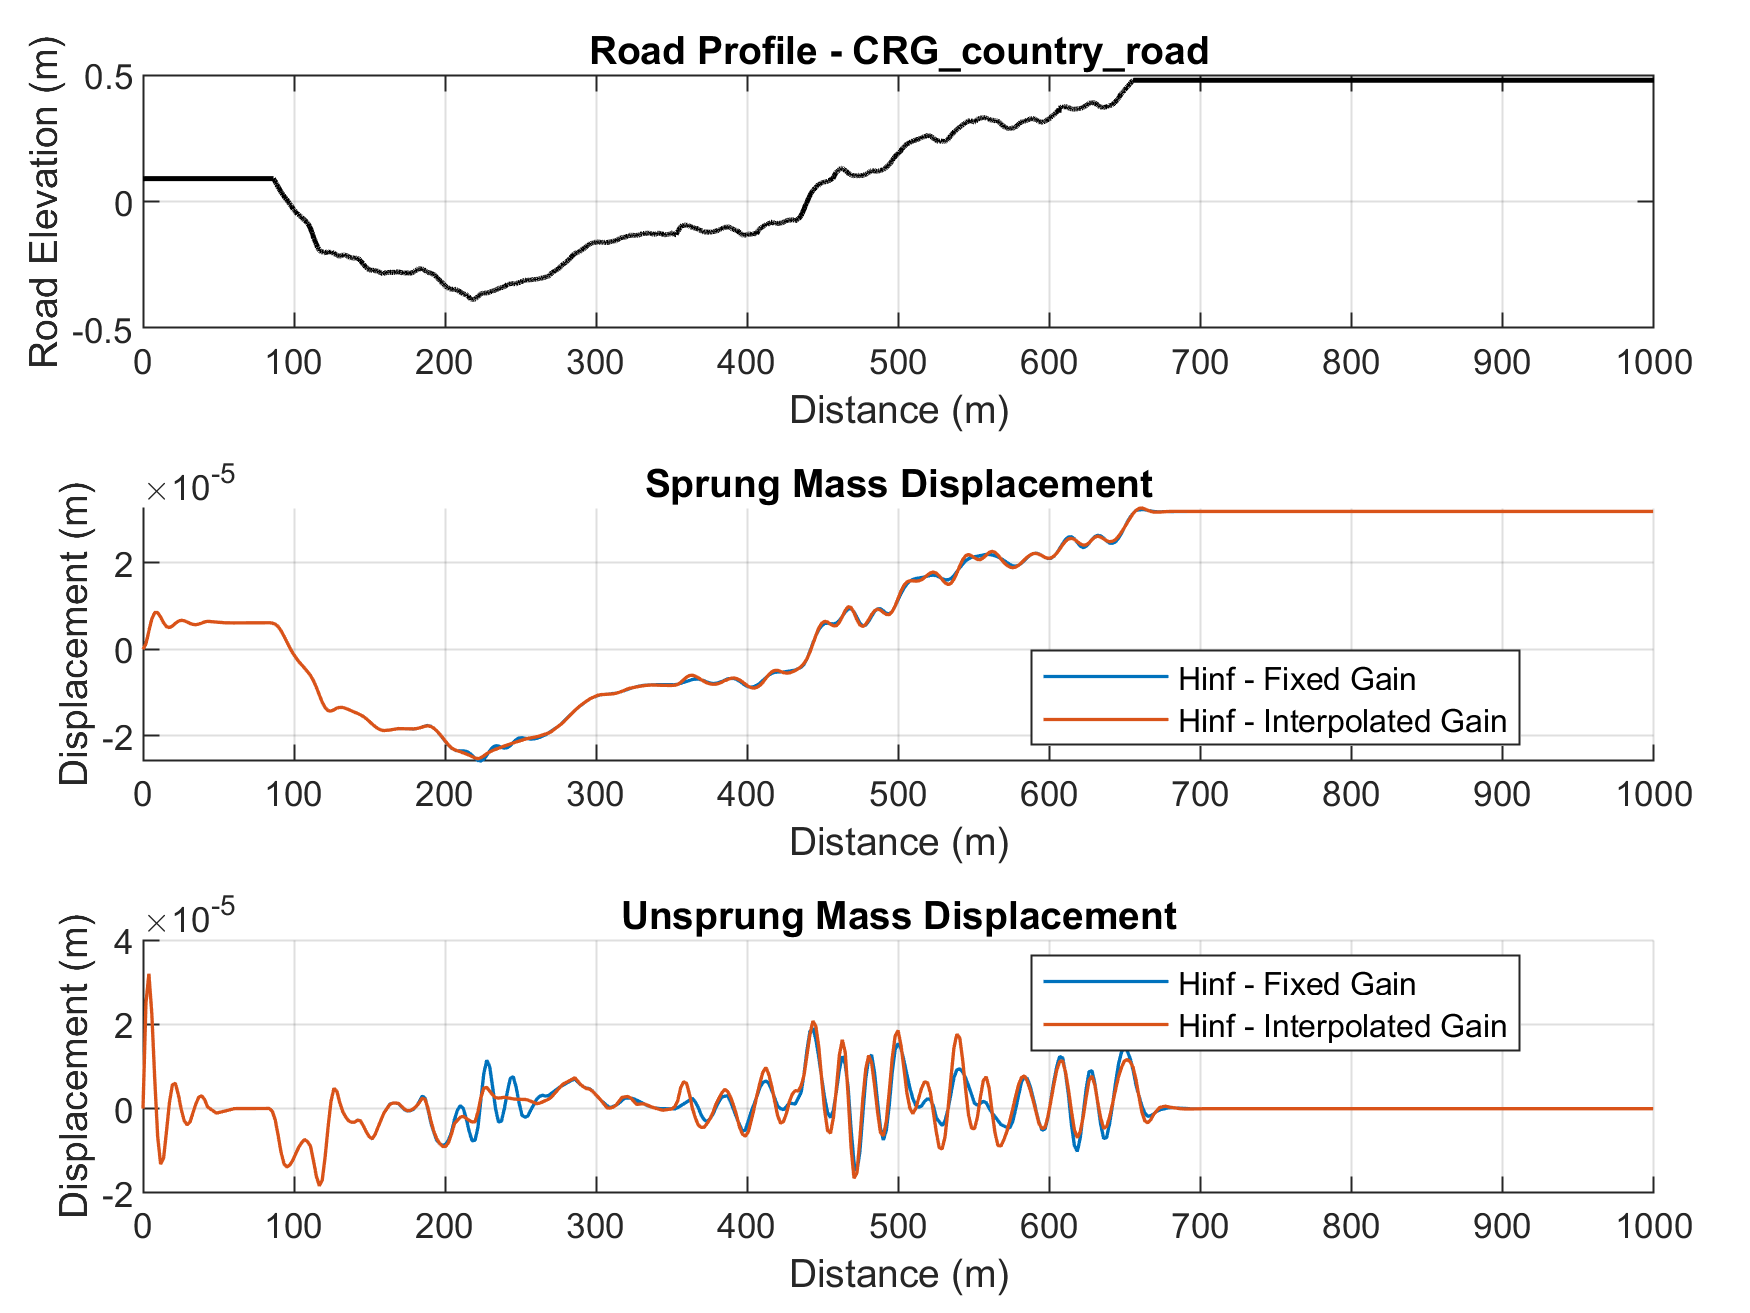 Road Profile - CRG_country_road
Road Elevation (m)
0.5
0
-0.5
0 100 200 300 400 500 600 700 800 900 1000
Distance (m)
Sprung Mass Displacement
×10-5
Displacement (m)
2
0
-2
Hinf - Fixed Gain
Hinf - Interpolated Gain
0 100 200 300 400 500 600 700 800 900 1000
Distance (m)
Unsprung Mass Displacement
×10-5
Displacement (m)
4
2
0
-2
Hinf - Fixed Gain
Hinf - Interpolated Gain
0 100 200 300 400 500 600 700 800 900 1000
Distance (m)